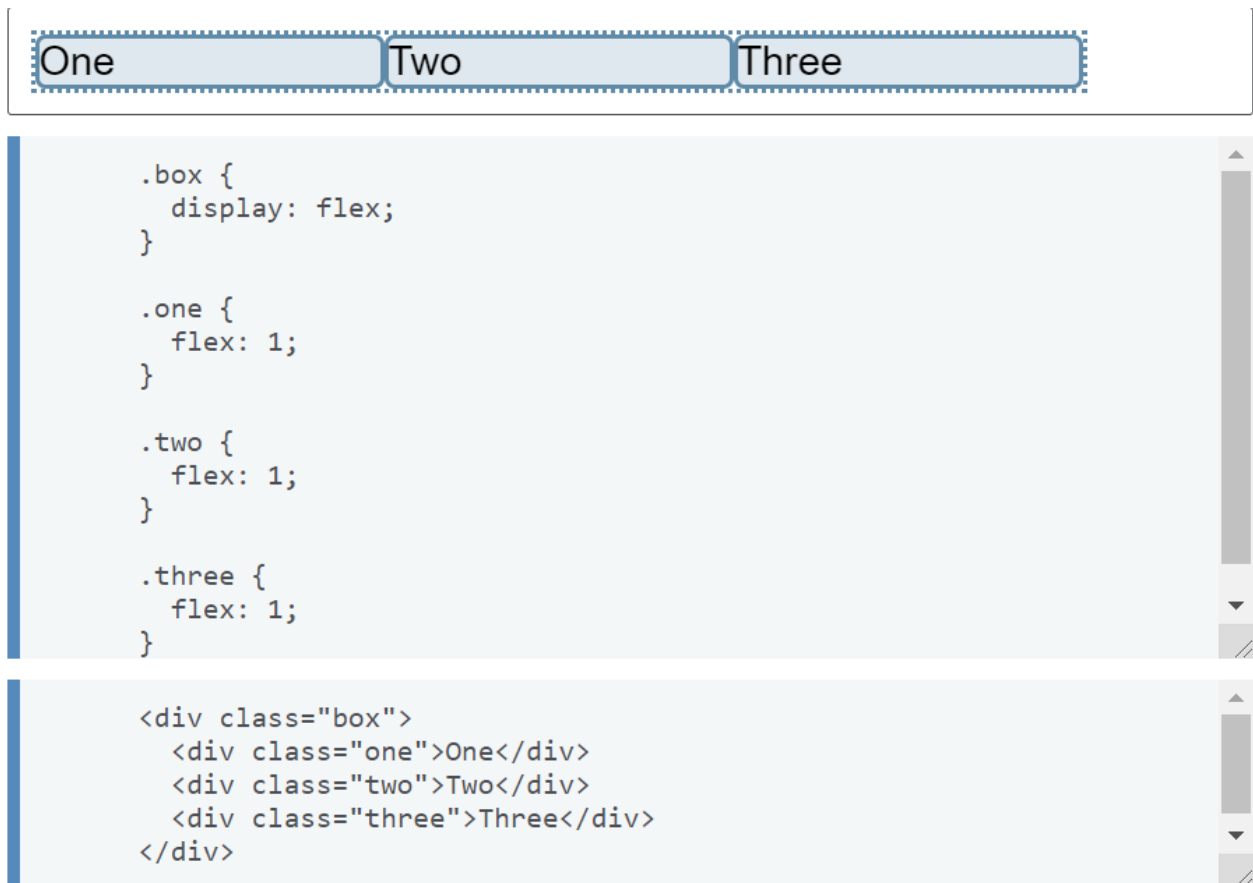 One Two Three
.box {
  display: flex;
}
.one {
  flex: 1;
}
.two {
  flex: 1;
}
.three {
  flex: 1;
}
<div class="box">
  <div class="one">One</div>
  <div class="two">Two</div>
  <div class="three">Three</div>
</div>